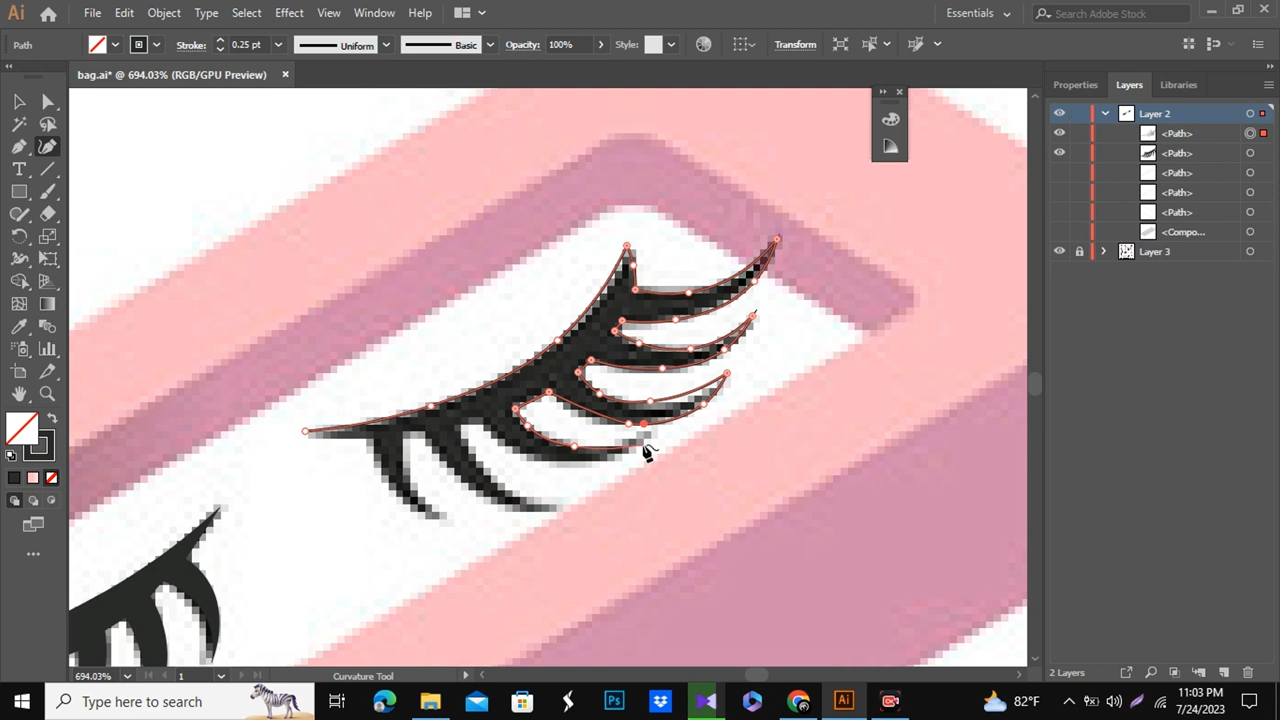 Ai File Edit Object Type Select Effect View Window Help Essentials Search Adobe Stock
Path Stroke: 0.25 pt Uniform Basic Opacity: 100% Style: Transform
bag.ai* @ 694.03% (RGB/GPU Preview)
Properties Layers Libraries
Layer 2
<Path>
<Path>
<Path>
<Path>
<Path>
<Compo...
Layer 3
694.03% 1 Curvature Tool
2 Layers
Type here to search Ps Ai 82°F 11:03 PM
7/24/2023